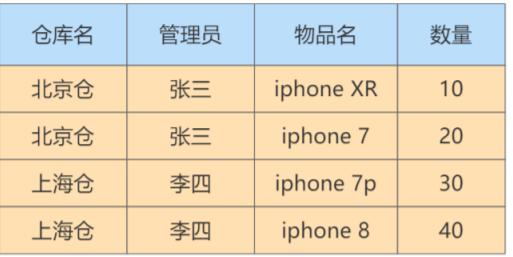 仓库名 管理员 物品名 数量
北京仓 张三 iphone XR 10
北京仓 张三 iphone 7 20
上海仓 李四 iphone 7p 30
上海仓 李四 iphone 8 40